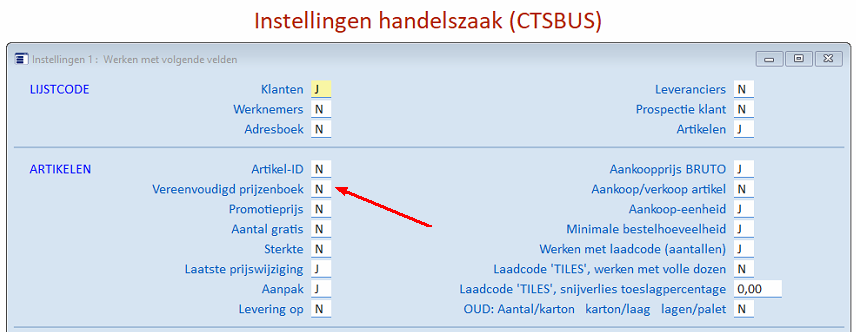 Instellingen handelszaak (CTSBUS)
Instellingen 1 : Werken met volgende velden
LIJSTCODE Klanten J Leveranciers N
Werknemers N Prospectie klant N
Adresboek N Artikelen J
ARTIKELEN Artikel-ID N Aankoopprijs BRUTO J
Vereenvoudigd prijzenboek N Aankoop/verkoop artikel N
Promotieprijs N Aankoop-eenheid J
Aantal gratis N Minimale bestelhoeveelheid J
Sterkte N Werken met laadcode (aantallen) J
Laatste prijswijziging J Laadcode 'TILES', werken met volle dozen N
Aanpak J Laadcode 'TILES', snijverlies toeslagpercentage 0,00
Levering op N OUD: Aantal/karton karton/laag lagen/palet N